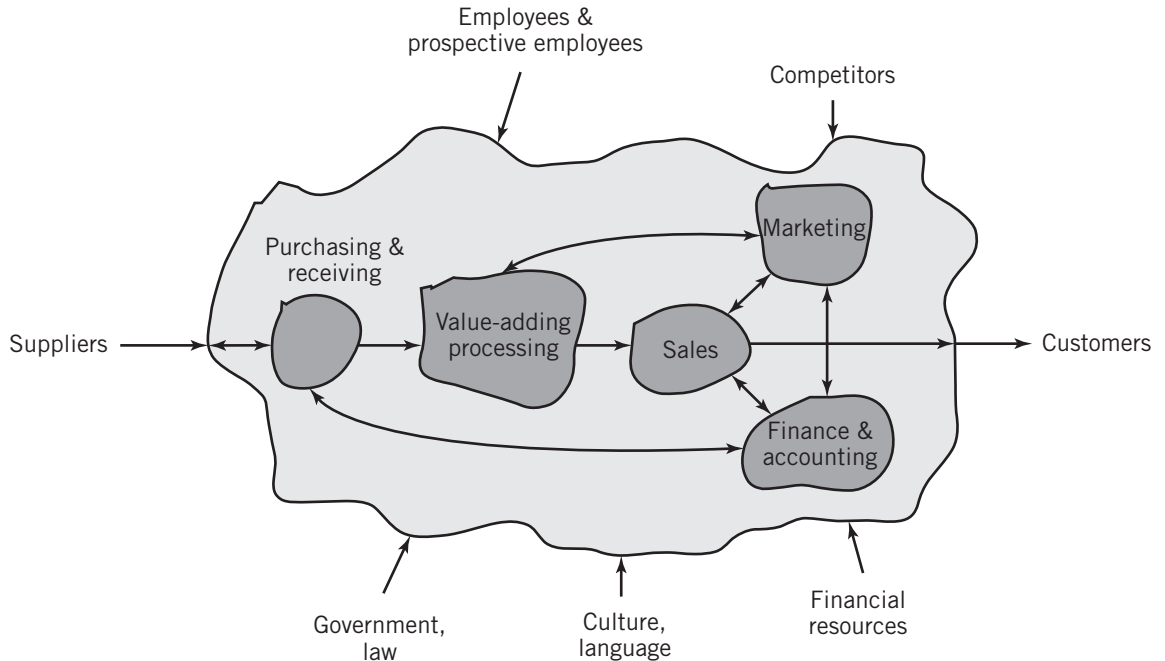 Employees &
prospective employees
Competitors
Marketing
Purchasing &
receiving
Value-adding
processing
Sales
Suppliers
Customers
Finance &
accounting
Government,
law
Culture,
language
Financial
resources